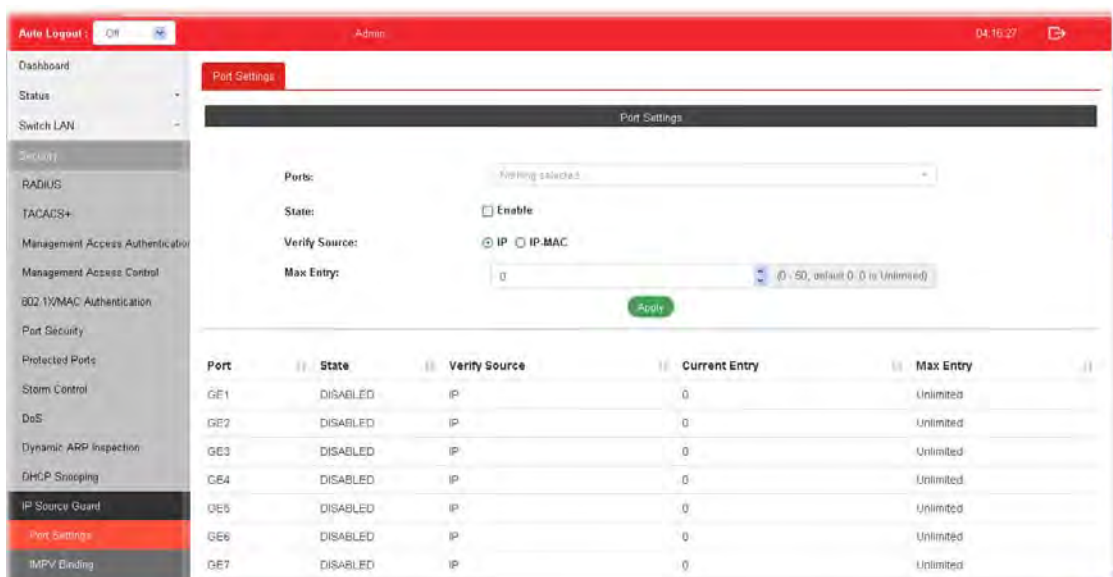 Auto Logout : Off Admin 04:16:27
Dashboard
Status
Switch LAN
Security
RADIUS
TACACS+
Management Access Authentication
Management Access Control
802.1X/MAC Authentication
Port Security
Protected Ports
Storm Control
DoS
Dynamic ARP Inspection
DHCP Snooping
IP Source Guard
Port Settings
IMPV Binding
Port Settings
Port Settings
Ports: Nothing selected
State: Enable
Verify Source: IP IP-MAC
Max Entry: 0 (0 - 50, default 0, 0 is Unlimited)
Apply
Port State Verify Source Current Entry Max Entry
GE1 DISABLED IP 0 Unlimited
GE2 DISABLED IP 0 Unlimited
GE3 DISABLED IP 0 Unlimited
GE4 DISABLED IP 0 Unlimited
GE5 DISABLED IP 0 Unlimited
GE6 DISABLED IP 0 Unlimited
GE7 DISABLED IP 0 Unlimited